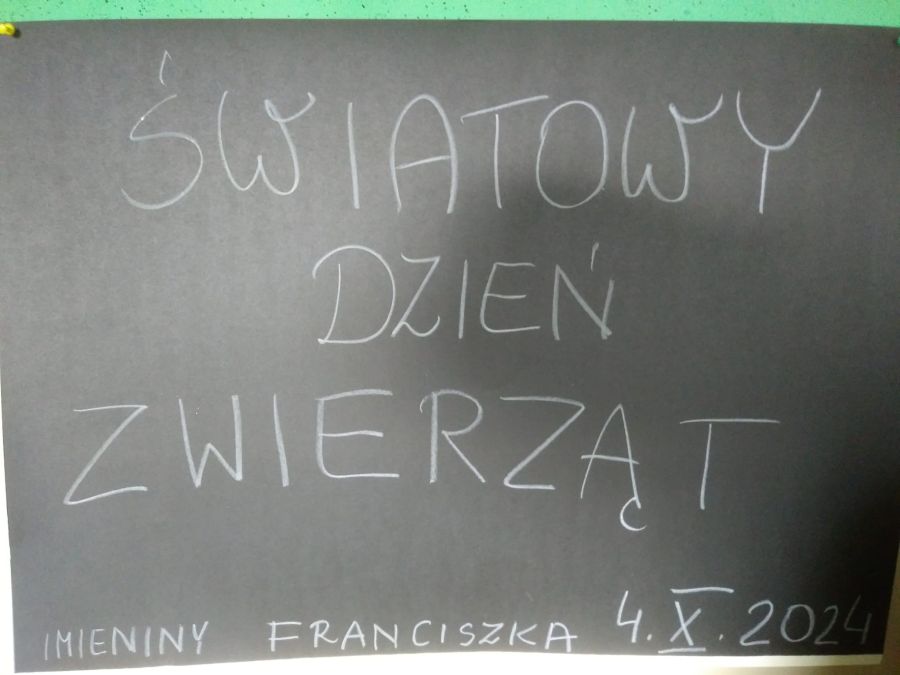 ŚWIATOWY
DZIEŃ
ZWIERZĄT
IMIENINY FRANCISZKA 4.X.2024